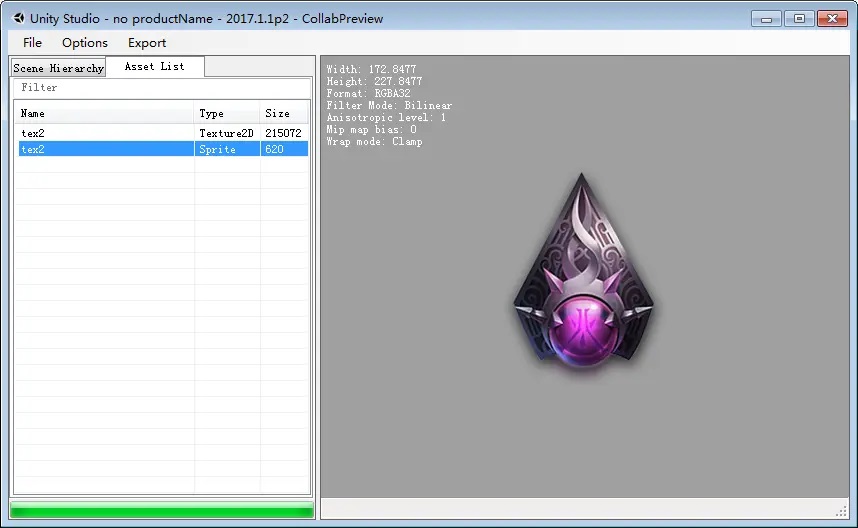 Unity Studio - no productName - 2017.1.1p2 - CollabPreview
File Options Export
Scene Hierarchy Asset List
Filter
Name Type Size
tex2 Texture2D 215072
tex2 Sprite 620
Width: 172.8477
Height: 227.8477
Format: RGBA32
Filter Mode: Bilinear
Anisotropic level: 1
Mip map bias: 0
Wrap mode: Clamp